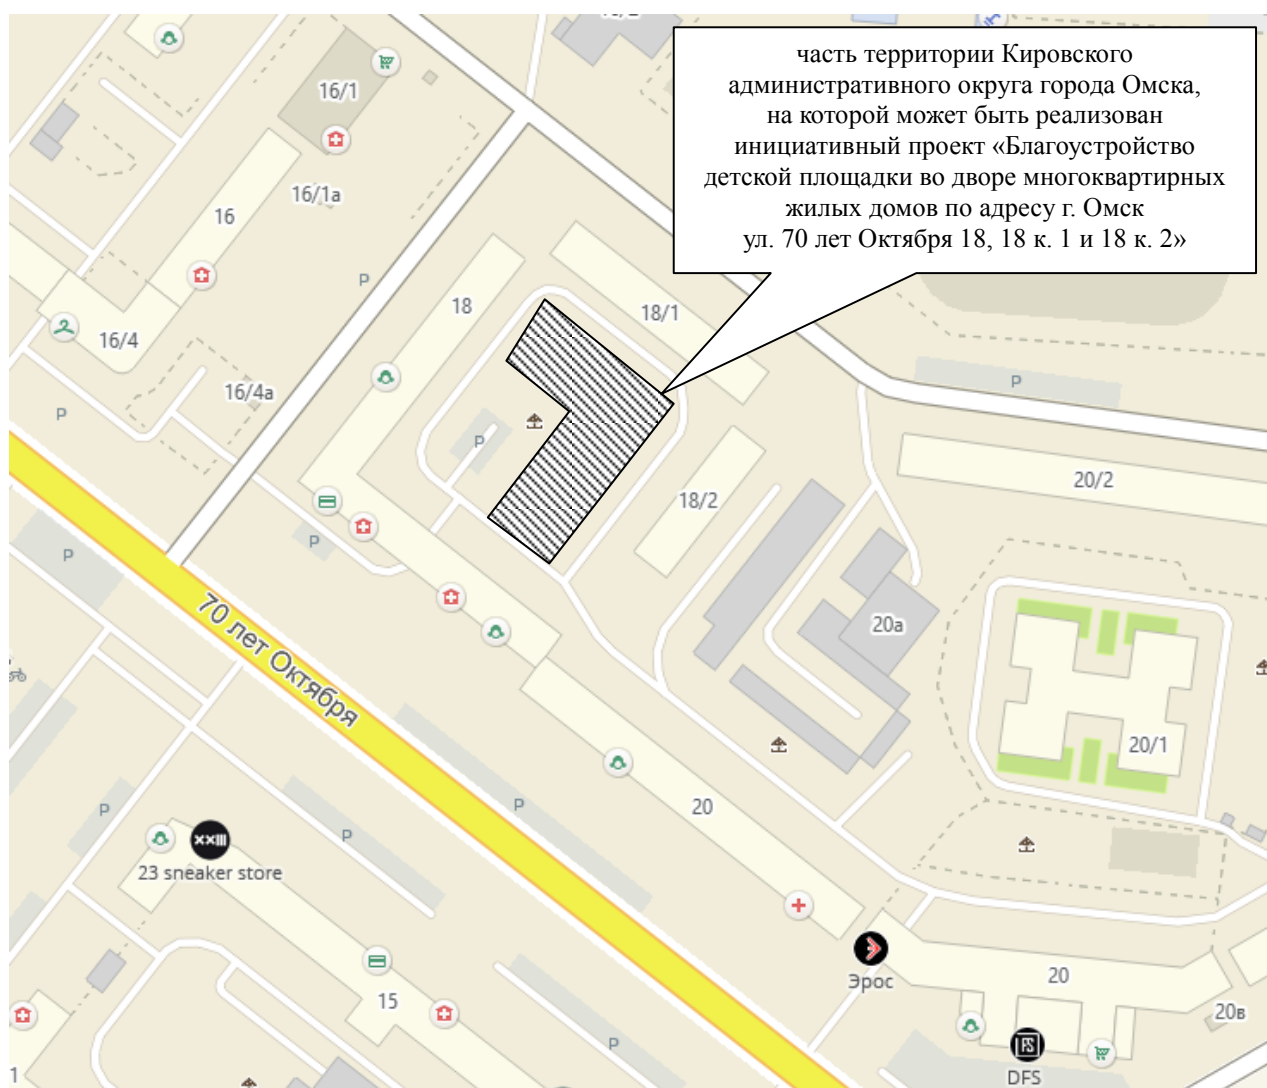 часть территории Кировского
административного округа города Омска,
на которой может быть реализован
инициативный проект «Благоустройство
детской площадки во дворе многоквартирных
жилых домов по адресу г. Омск
ул. 70 лет Октября 18, 18 к. 1 и 18 к. 2»
16/1
16/1а
16
P
18
18/1
16/4
16/4а
P
P
P
20/2
18/2
P
P
70 лет Октября
20а
20/1
P
P
P
20
23 sneaker store
XXIII
Эрос
20
15
20в
P
FS
DFS
1